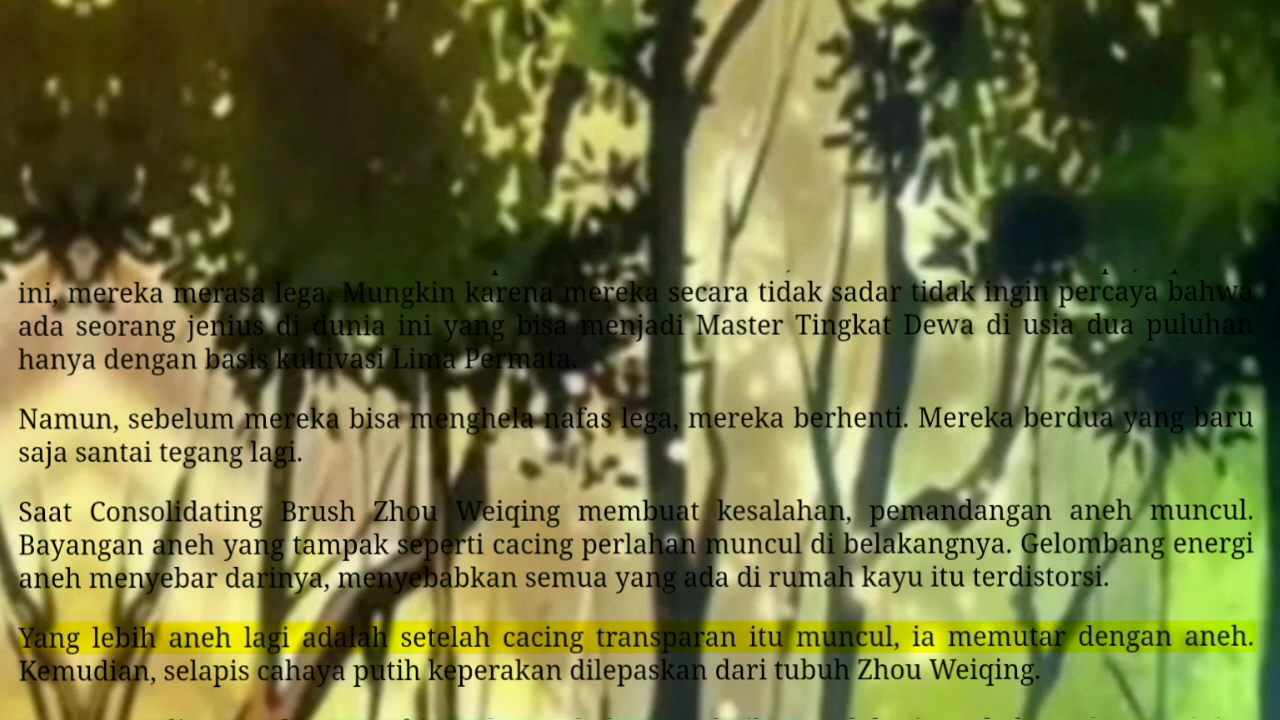 ini, mereka merasa lega. Mungkin karena mereka secara tidak sadar tidak ingin percaya bahwa
ada seorang jenius di dunia ini yang bisa menjadi Master Tingkat Dewa di usia dua puluhan
hanya dengan basis kultivasi Lima Permata.
Namun, sebelum mereka bisa menghela nafas lega, mereka berhenti. Mereka berdua yang baru
saja santai tegang lagi.
Saat Consolidating Brush Zhou Weiqing membuat kesalahan, pemandangan aneh muncul.
Bayangan aneh yang tampak seperti cacing perlahan muncul di belakangnya. Gelombang energi
aneh menyebar darinya, menyebabkan semua yang ada di rumah kayu itu terdistorsi.
Yang lebih aneh lagi adalah setelah cacing transparan itu muncul, ia memutar dengan aneh.
Kemudian, selapis cahaya putih keperakan dilepaskan dari tubuh Zhou Weiqing.